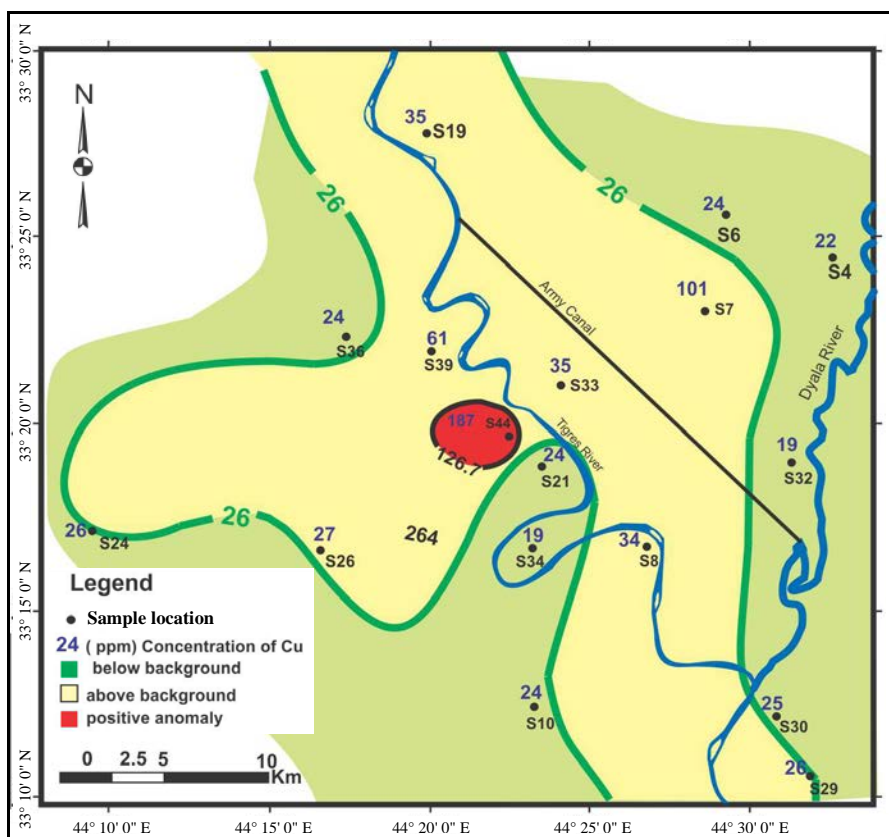 33° 30' 0" N
33° 25' 0" N
33° 20' 0" N
33° 15' 0" N
33° 10' 0" N
N
35
S19
26
26
24
S6
22
S4
101
S7
Army Canal
Dyala River
24
S36
61
S39
35
S33
187
S44
126.7
Tigres River
24
S21
19
S32
26
S24
26
27
S26
264
19
S34
34
S8
24
S10
25
S30
26
S29
Legend
Sample location
24 ( ppm) Concentration of Cu
below background
above background
positive anomaly
0 2.5 5 10
Km
44° 10' 0" E 44° 15' 0" E 44° 20' 0" E 44° 25' 0" E 44° 30' 0" E